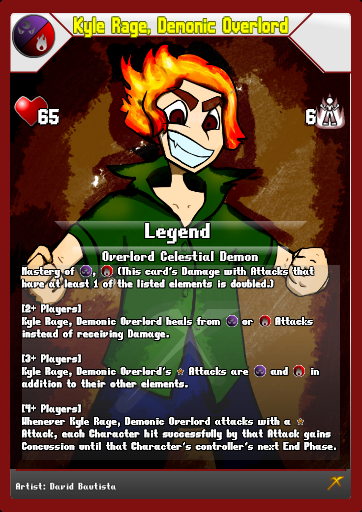 Kyle Rage, Demonic Overlord
65
6
Legend
Overlord Celestial Demon
Mastery of , (This card's Damage with Attacks that
have at least 1 of the listed elements is doubled.)
[2+ Players]
Kyle Rage, Demonic Overlord heals from or Attacks
instead of receiving Damage.
[3+ Players]
Kyle Rage, Demonic Overlord's Attacks are and in
addition to their other elements.
[4+ Players]
Whenever Kyle Rage, Demonic Overlord attacks with a
Attack, each Character hit successfully by that Attack gains
Concussion until that Character's controller's next End Phase.
Artist: David Bautista